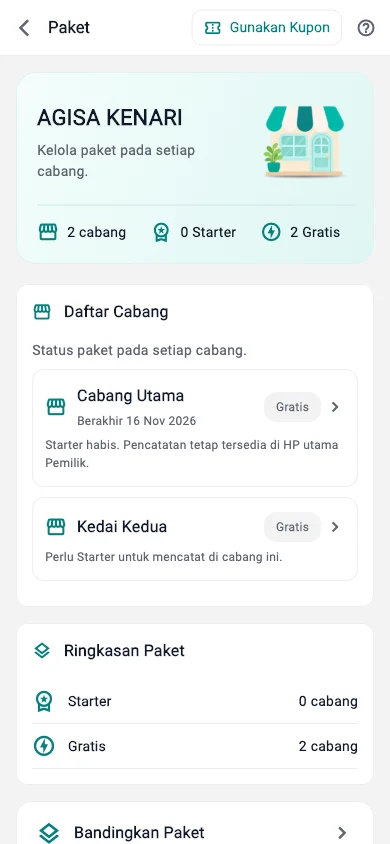 Paket
Gunakan Kupon
AGISA KENARI
Kelola paket pada setiap
cabang.
2 cabang
0 Starter
2 Gratis
Daftar Cabang
Status paket pada setiap cabang.
Cabang Utama
Berakhir 16 Nov 2026
Gratis
Starter habis. Pencatatan tetap tersedia di HP utama
Pemilik.
Kedai Kedua
Gratis
Perlu Starter untuk mencatat di cabang ini.
Ringkasan Paket
Starter
0 cabang
Gratis
2 cabang
Bandingkan Paket